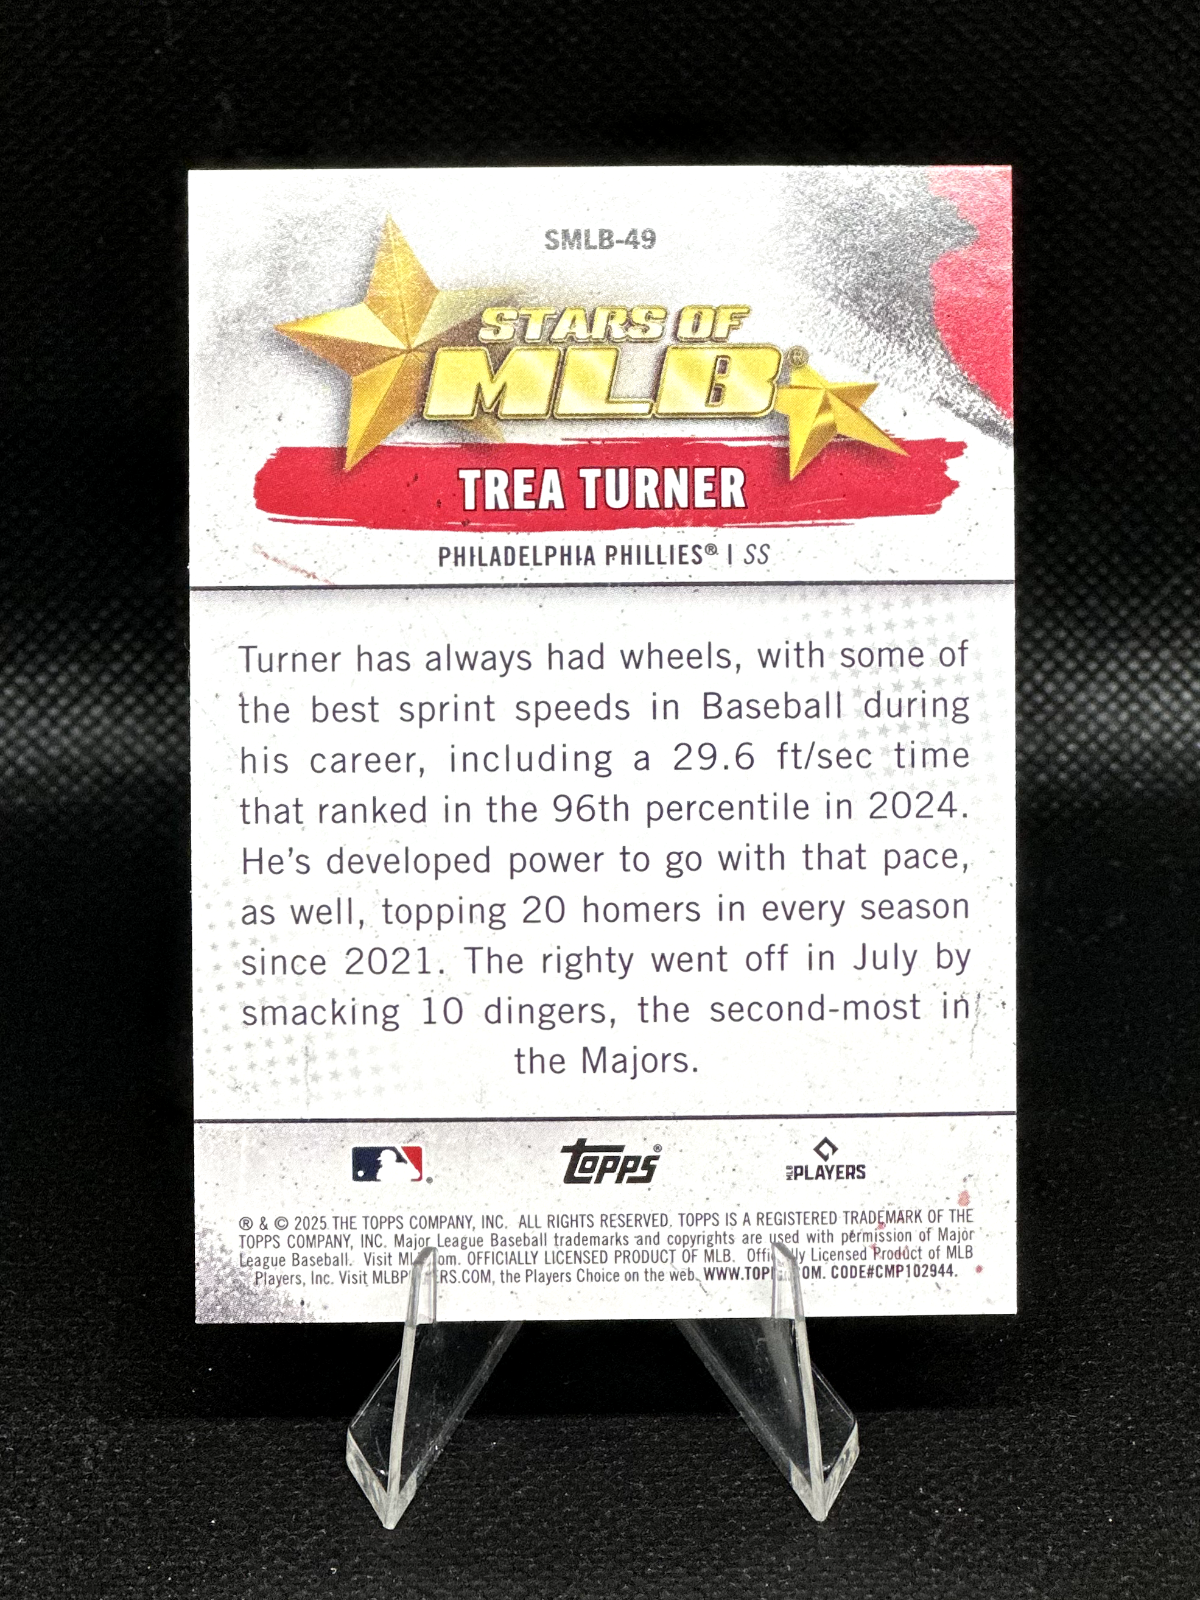 SMLB-49
STARS OF
MLB®
TREA TURNER
PHILADELPHIA PHILLIES® | SS
Turner has always had wheels, with some of
the best sprint speeds in Baseball during
his career, including a 29.6 ft/sec time
that ranked in the 96th percentile in 2024.
He's developed power to go with that pace,
as well, topping 20 homers in every season
since 2021. The righty went off in July by
smacking 10 dingers, the second-most in
the Majors.
topps®
MLB PLAYERS
® & © 2025 THE TOPPS COMPANY, INC. ALL RIGHTS RESERVED. TOPPS IS A REGISTERED TRADEMARK OF THE
TOPPS COMPANY, INC. Major League Baseball trademarks and copyrights are used with permission of Major
League Baseball. Visit OFFICIALLY LICENSED PRODUCT OF MLB. Licensed Product of MLB
Players, Inc. Visit the Players Choice on the web. CODE#CMP102944.